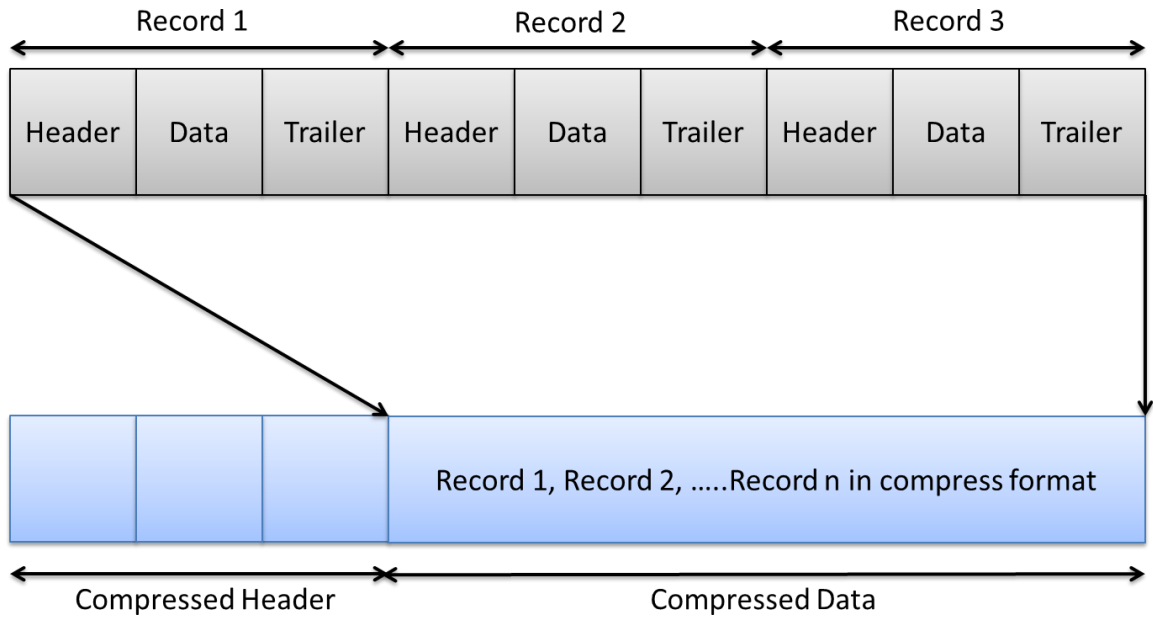 Record 1
Record 2
Record 3
Header
Data
Trailer
Header
Data
Trailer
Header
Data
Trailer
Record 1, Record 2, .....Record n in compress format
Compressed Header
Compressed Data